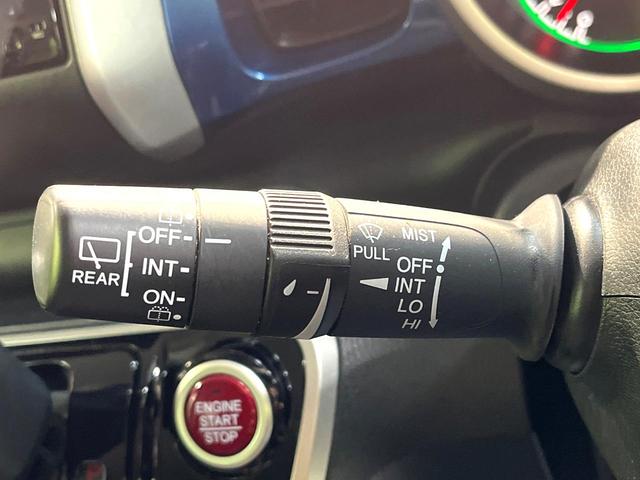 OFF
REAR
INT
ON
MIST
PULL
OFF
INT
LO
HI
ENGINE
START
STOP